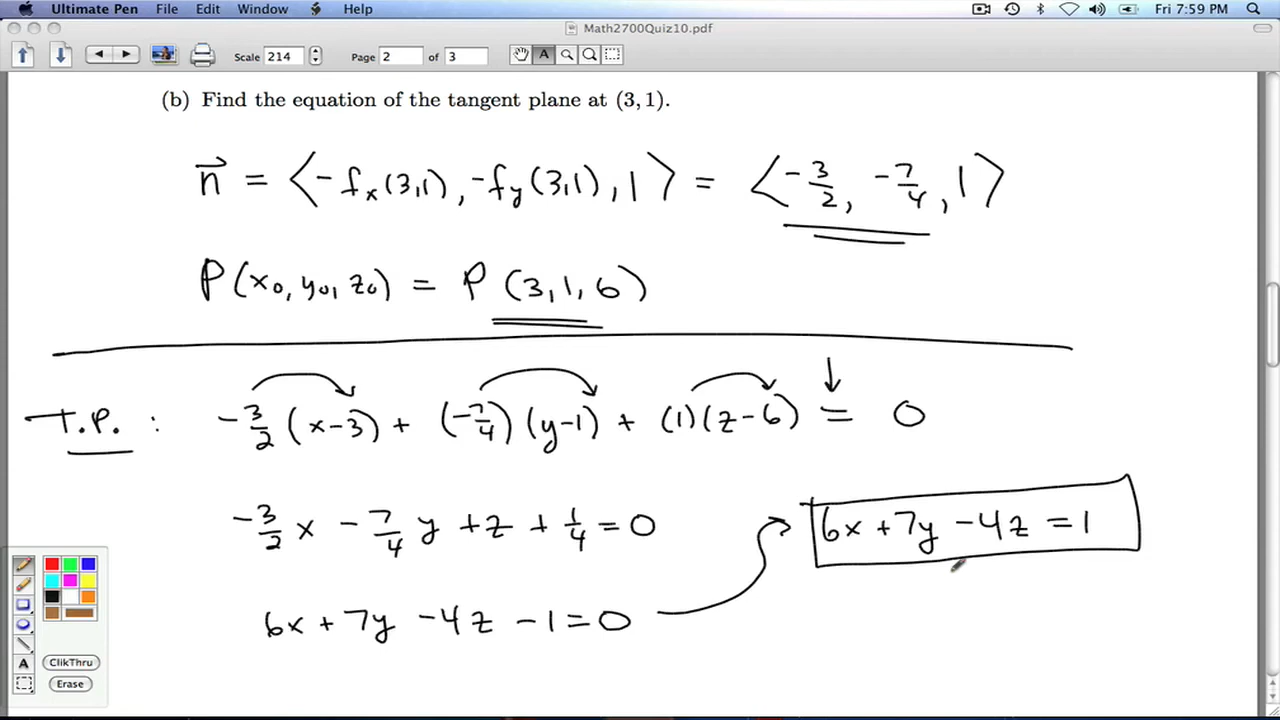 Ultimate Pen File Edit Window Help Fri 7:59 PM
Math2700Quiz10.pdf
Scale 214 Page 2 of 3 A
(b) Find the equation of the tangent plane at (3, 1).
n⃗ = ⟨-fx(3,1), -fy(3,1), 1⟩ = ⟨-3/2, -7/4, 1⟩
P(x0, y0, z0) = P(3, 1, 6)
T.P. : -3/2 (x-3) + (-7/4)(y-1) + (1)(z-6) = 0
-3/2 x - 7/4 y + z + 1/4 = 0
6x + 7y - 4z = 1
6x + 7y - 4z - 1 = 0
A
ClikThru
Erase